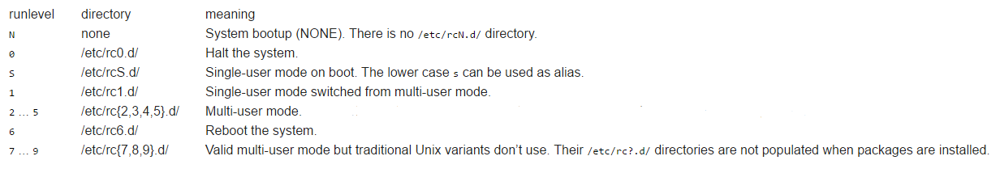 runlevel directory meaning
N none System bootup (NONE). There is no /etc/rcN.d/ directory.
0 /etc/rc0.d/ Halt the system.
S /etc/rcS.d/ Single-user mode on boot. The lower case s can be used as alias.
1 /etc/rc1.d/ Single-user mode switched from multi-user mode.
2 … 5 /etc/rc{2,3,4,5}.d/ Multi-user mode.
6 /etc/rc6.d/ Reboot the system.
7 … 9 /etc/rc{7,8,9}.d/ Valid multi-user mode but traditional Unix variants don’t use. Their /etc/rc?.d/ directories are not populated when packages are installed.